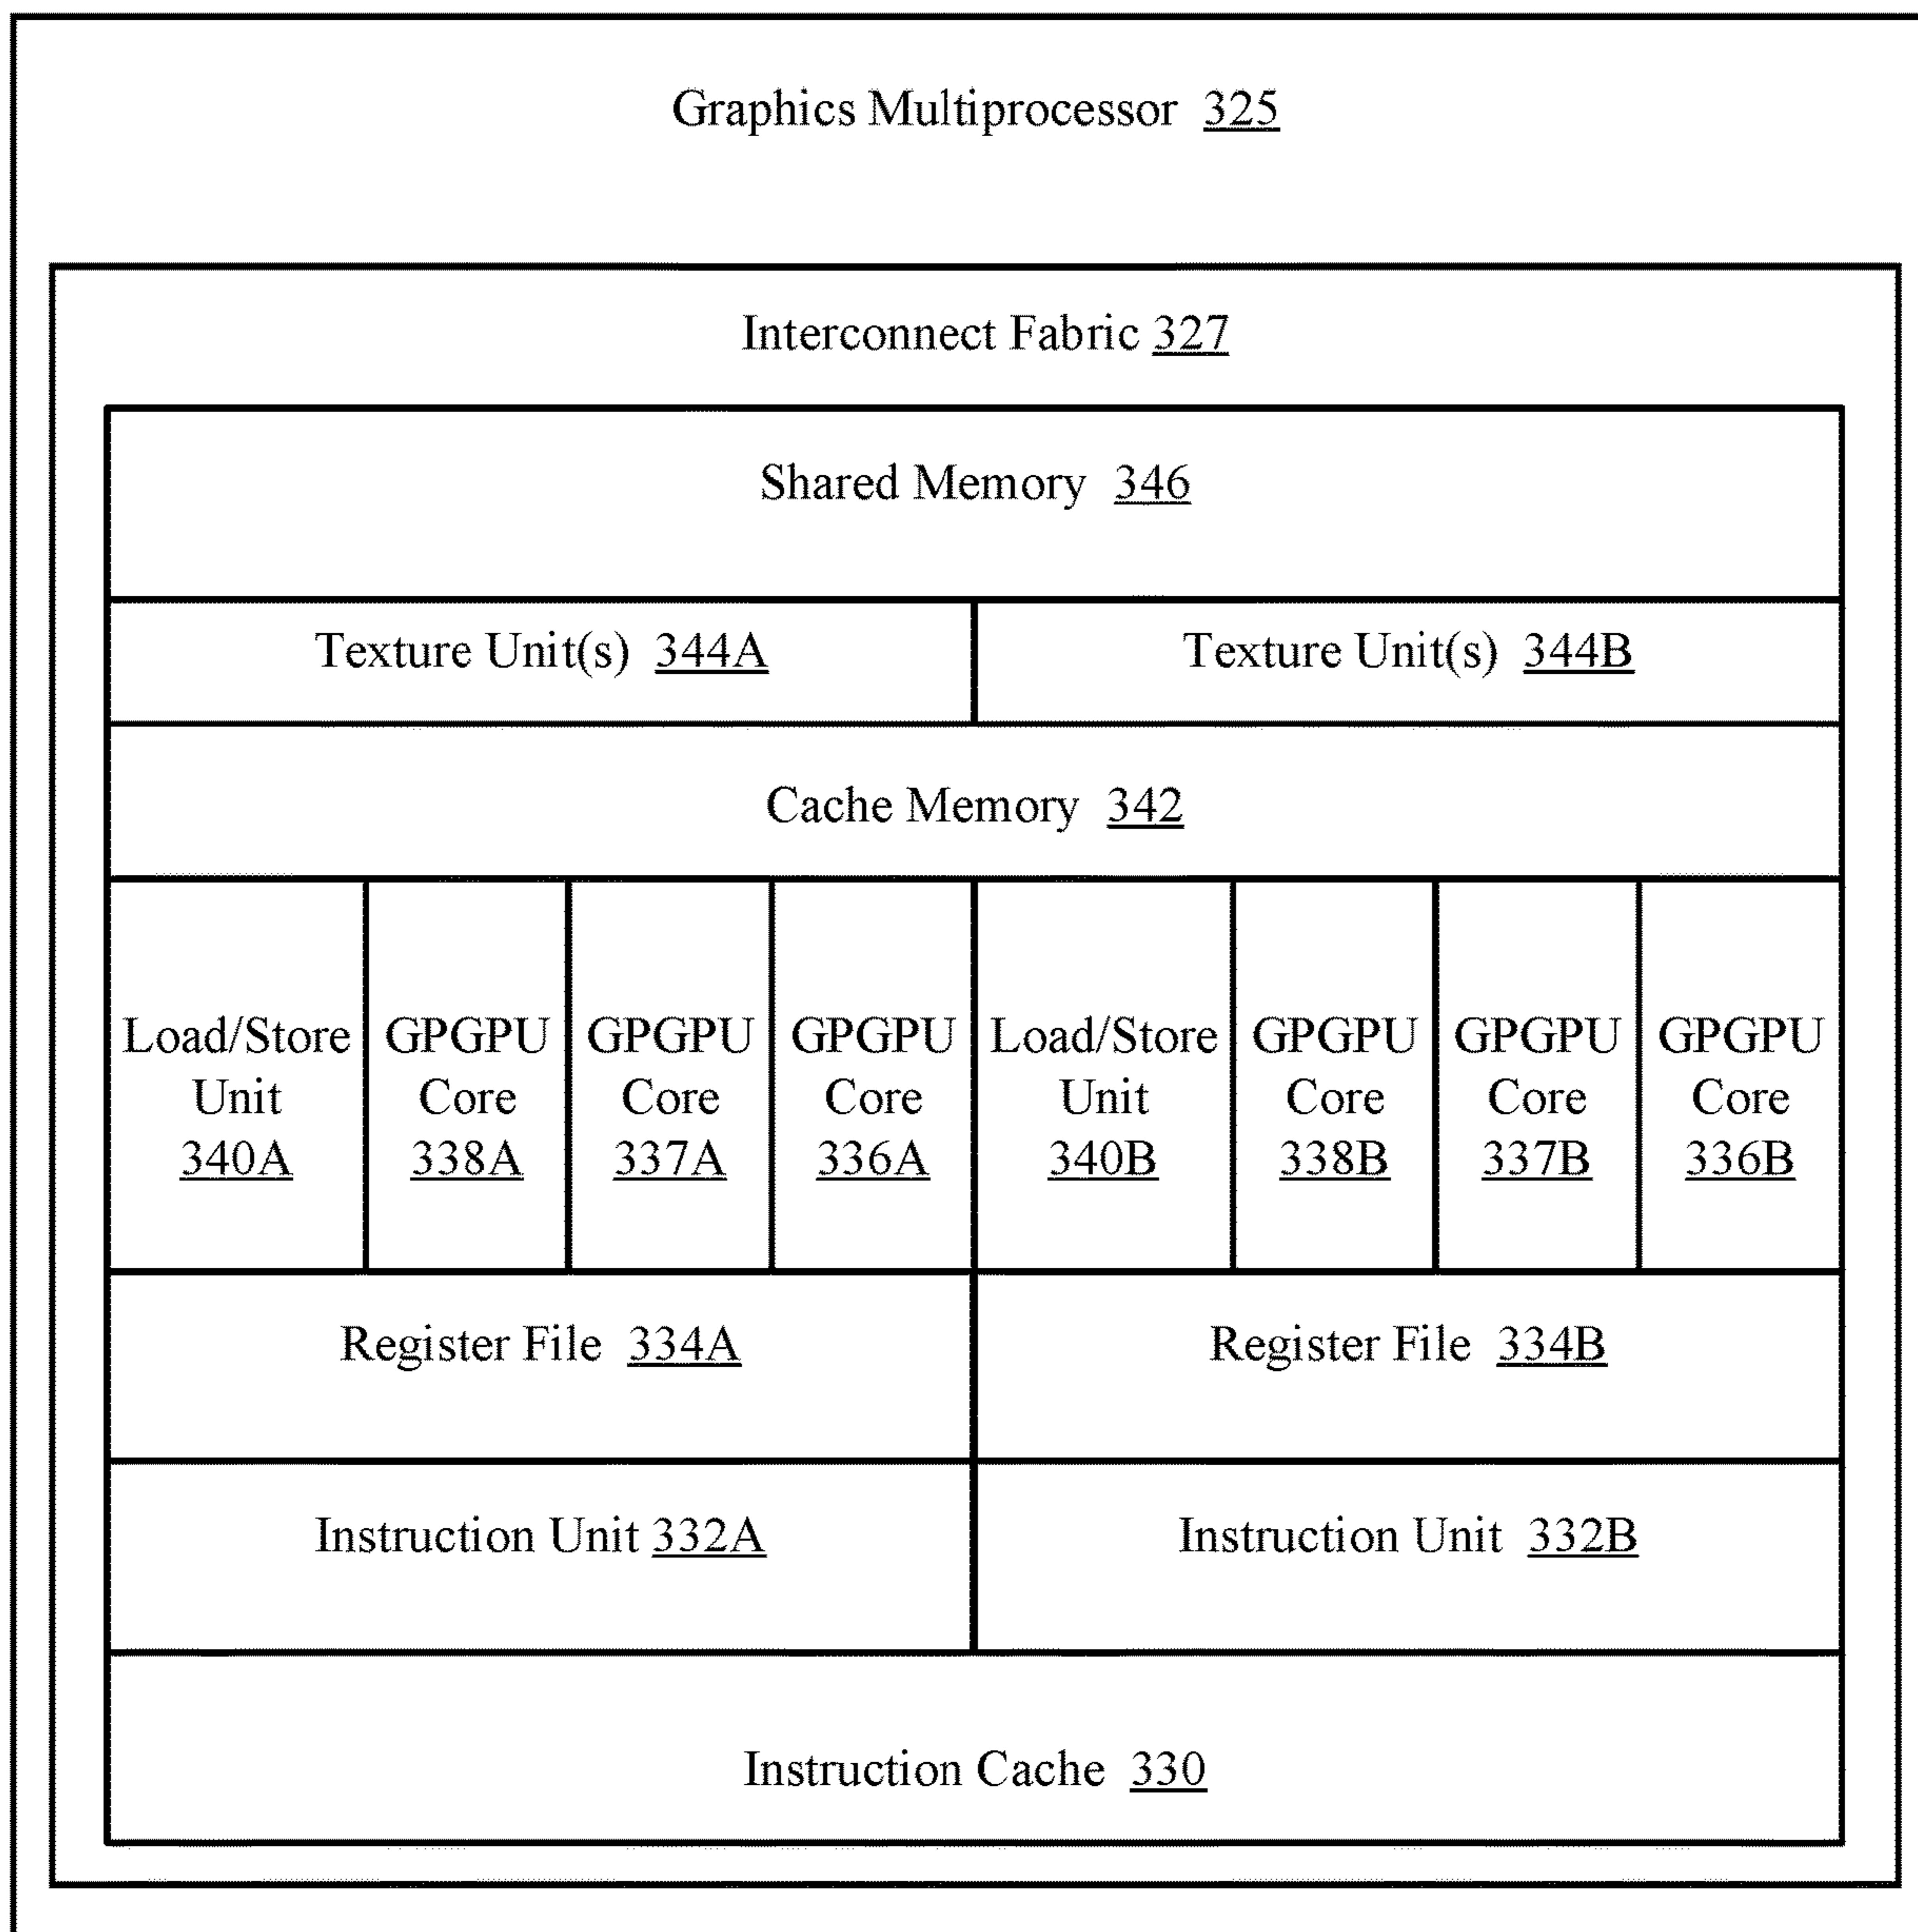 Graphics Multiprocessor 325
Interconnect Fabric 327
Shared Memory 346
Texture Unit(s) 344A
Texture Unit(s) 344B
Cache Memory 342
Load/Store
Unit
340A
GPGPU
Core
338A
GPGPU
Core
337A
GPGPU
Core
336A
Load/Store
Unit
340B
GPGPU
Core
338B
GPGPU
Core
337B
GPGPU
Core
336B
Register File 334A
Register File 334B
Instruction Unit 332A
Instruction Unit 332B
Instruction Cache 330